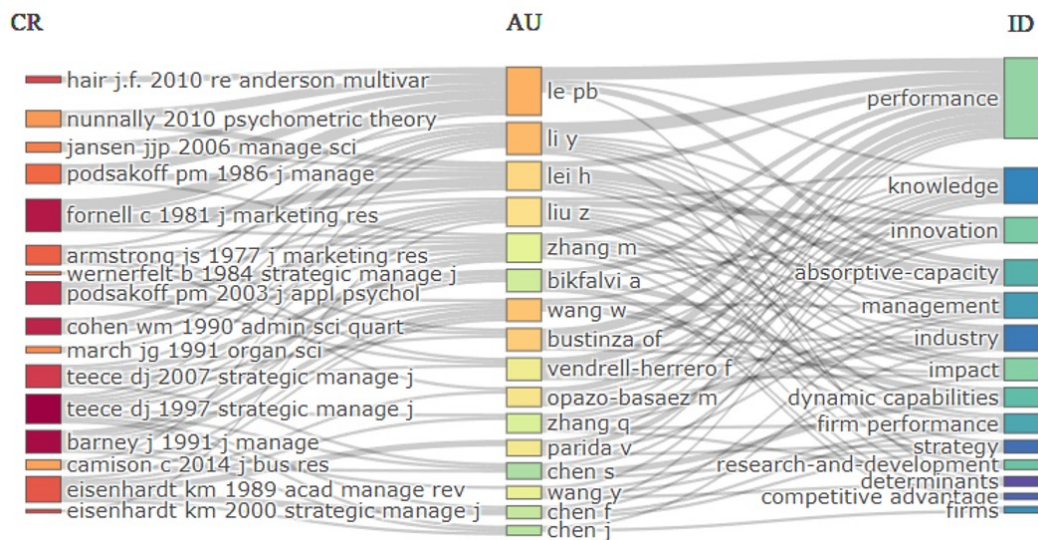 CR
AU
ID
hair j.f. 2010 re anderson multivar
nunnally 2010 psychometric theory
jansen jjp 2006 manage sci
podsakoff pm 1986 j manage
fornell c 1981 j marketing res
armstrong js 1977 j marketing res
wernerfelt b 1984 strategic manage j
podsakoff pm 2003 j appl psychol
cohen wm 1990 admin sci quart
march jg 1991 organ sci
teece dj 2007 strategic manage j
teece dj 1997 strategic manage j
barney j 1991 j manage
camison c 2014 j bus res
eisenhardt km 1989 acad manage rev
eisenhardt km 2000 strategic manage j
le pb
li y
lei h
liu z
zhang m
bikfalvi a
wang w
bustinza of
vendrell-herrero f
opazo-basaez m
zhang q
parida v
chen s
wang y
chen f
chen j
performance
knowledge
innovation
absorptive-capacity
management
industry
impact
dynamic capabilities
firm performance
strategy
research-and-development
determinants
competitive advantage
firms